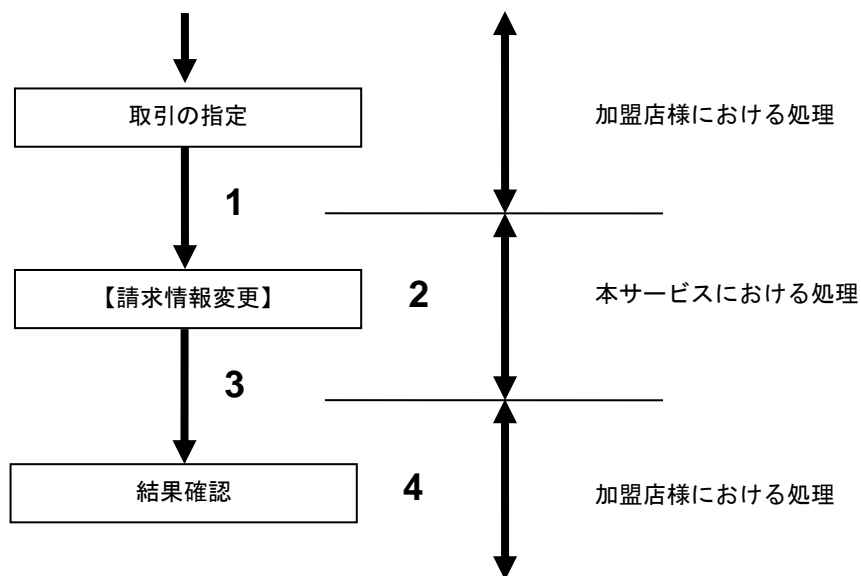 取引の指定
加盟店様における処理
1
【請求情報変更】
2
本サービスにおける処理
3
結果確認
4
加盟店様における処理